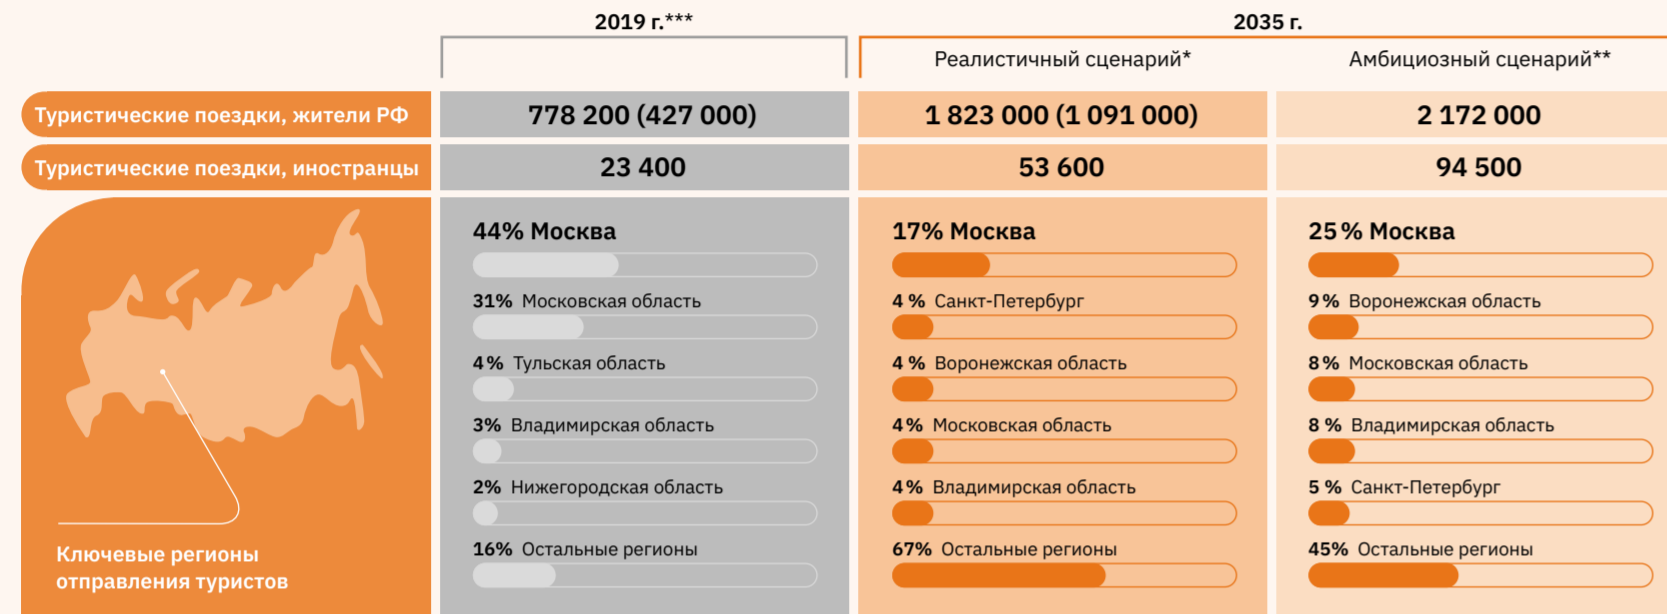 2019 г.***
2035 г.
Реалистичный сценарий*
Амбициозный сценарий**
Туристические поездки, жители РФ
778 200 (427 000)
1 823 000 (1 091 000)
2 172 000
Туристические поездки, иностранцы
23 400
53 600
94 500
Ключевые регионы
отправления туристов
44% Москва
31% Московская область
4% Тульская область
3% Владимирская область
2% Нижегородская область
16% Остальные регионы
17% Москва
4 % Санкт-Петербург
4 % Воронежская область
4% Московская область
4% Владимирская область
67% Остальные регионы
25 % Москва
9 % Воронежская область
8 % Московская область
8 % Владимирская область
5 % Санкт-Петербург
45% Остальные регионы